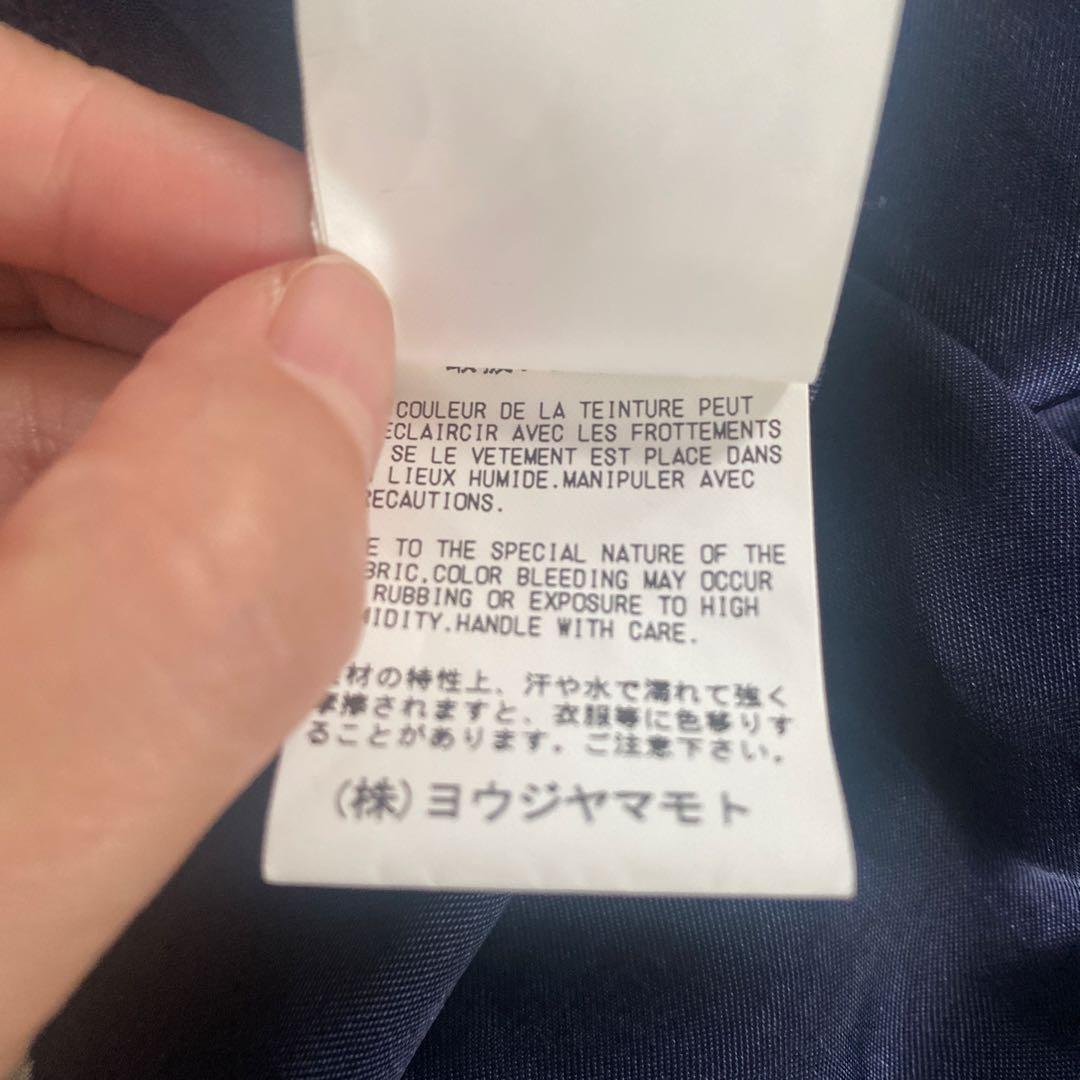 COULEUR DE LA TEINTURE PEUT
ECLAIRCIR AVEC LES FROTTEMENTS
SE LE VETEMENT EST PLACE DANS
LIEUX HUMIDE.MANIPULER AVEC
RECAUTIONS.
E TO THE SPECIAL NATURE OF THE
BRIC,COLOR BLEEDING MAY OCCUR
RUBBING OR EXPOSURE TO HIGH
MIDITY.HANDLE WITH CARE.
材の特性上、汗や水で濡れて強く
摩擦されますと、衣服等に色移りす
ることがあります。ご注意下さい。
(株)ヨウジヤマモト